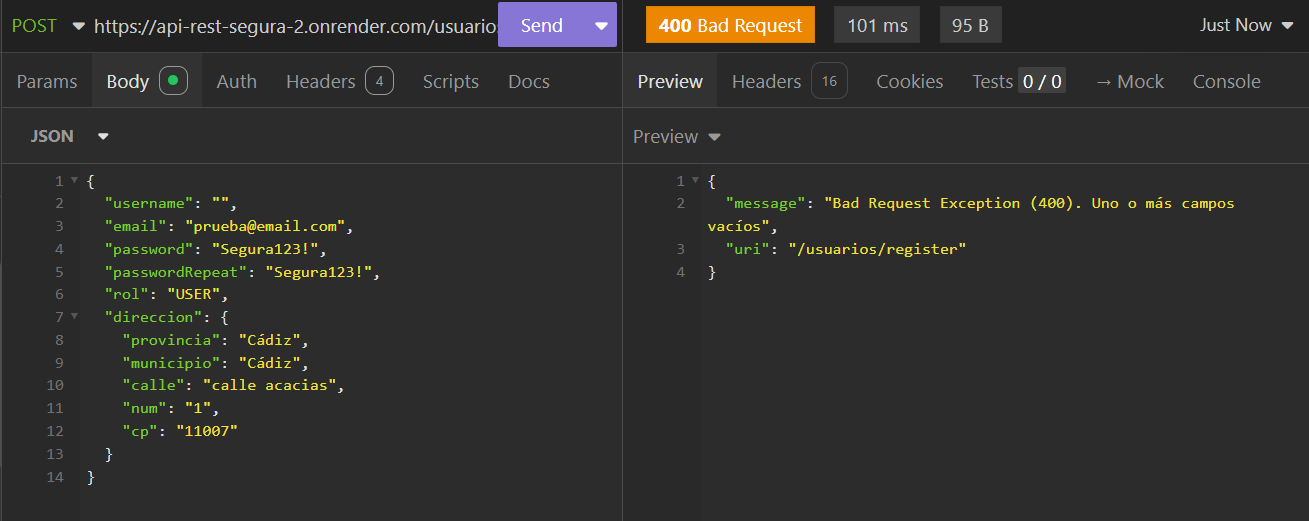 POST https://api-rest-segura-2.onrender.com/usuario Send 400 Bad Request 101 ms 95 B Just Now
Params Body Auth Headers 4 Scripts Docs
Preview Headers 16 Cookies Tests 0 / 0 → Mock Console
JSON
Preview
1 {
2 "username": "",
3 "email": "prueba@email.com",
4 "password": "Segura123!",
5 "passwordRepeat": "Segura123!",
6 "rol": "USER",
7 "direccion": {
8 "provincia": "Cádiz",
9 "municipio": "Cádiz",
10 "calle": "calle acacias",
11 "num": "1",
12 "cp": "11007"
13 }
14 }
1 {
2 "message": "Bad Request Exception (400). Uno o más campos
vacíos",
3 "uri": "/usuarios/register"
4 }